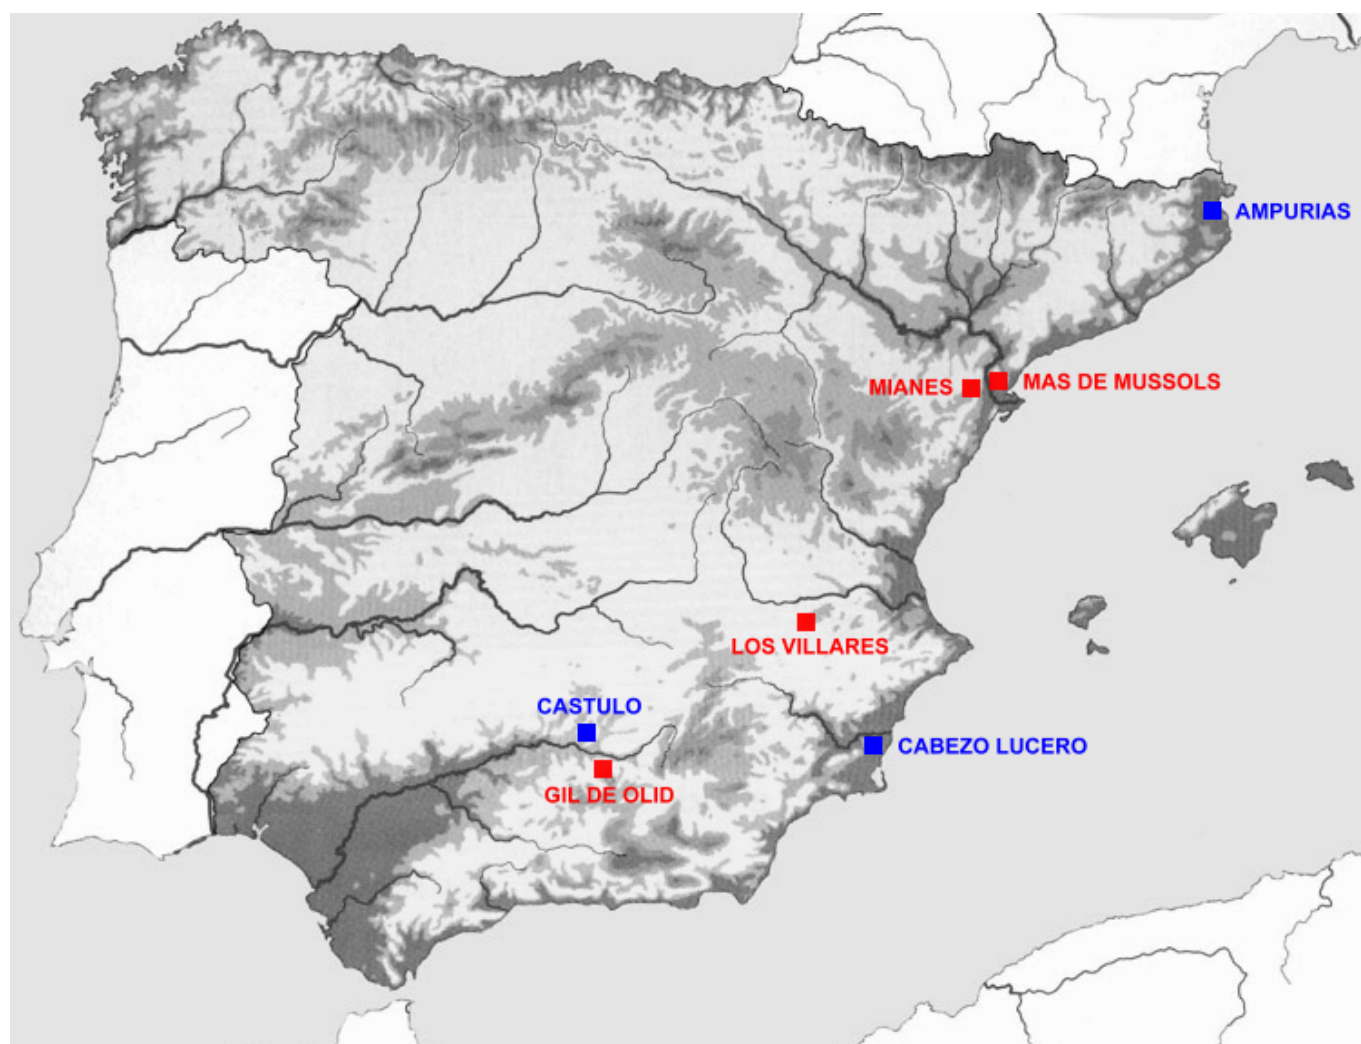 AMPURIAS
MIANES
MAS DE MUSSOLS
LOS VILLARES
CASTULO
CABEZO LUCERO
GIL DE OLID